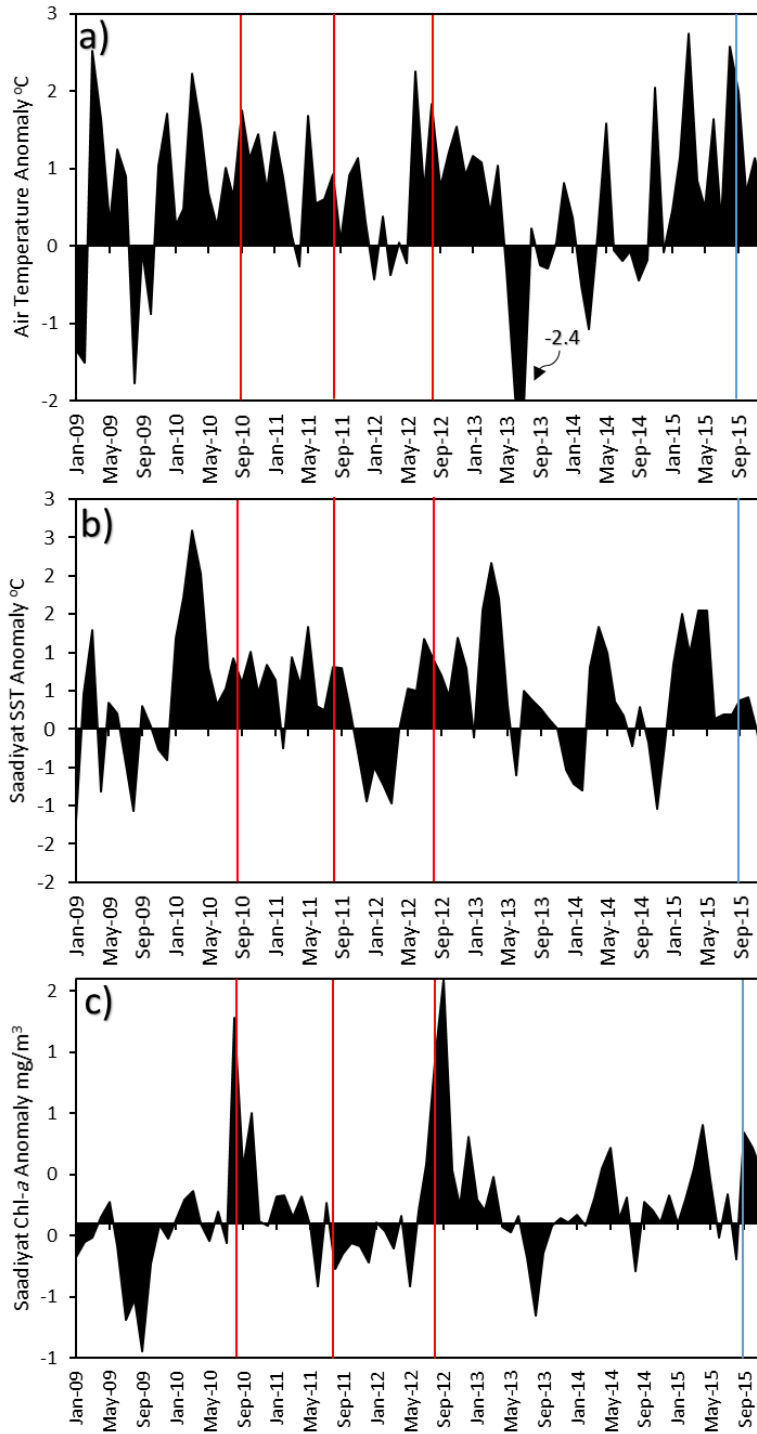 a)
Air Temperature Anomaly ºC
3
2
1
0
-1
-2
-2.4
Jan-09
May-09
Sep-09
Jan-10
May-10
Sep-10
Jan-11
May-11
Sep-11
Jan-12
May-12
Sep-12
Jan-13
May-13
Sep-13
Jan-14
May-14
Sep-14
Jan-15
May-15
Sep-15
b)
Saadiyat SST Anomaly ºC
3
3
2
2
1
1
0
-1
-1
-2
-2
Jan-09
May-09
Sep-09
Jan-10
May-10
Sep-10
Jan-11
May-11
Sep-11
Jan-12
May-12
Sep-12
Jan-13
May-13
Sep-13
Jan-14
May-14
Sep-14
Jan-15
May-15
Sep-15
c)
Saadiyat Chl-a Anomaly mg/m³
2
1
1
0
0
-1
-1
Jan-09
May-09
Sep-09
Jan-10
May-10
Sep-10
Jan-11
May-11
Sep-11
Jan-12
May-12
Sep-12
Jan-13
May-13
Sep-13
Jan-14
May-14
Sep-14
Jan-15
May-15
Sep-15